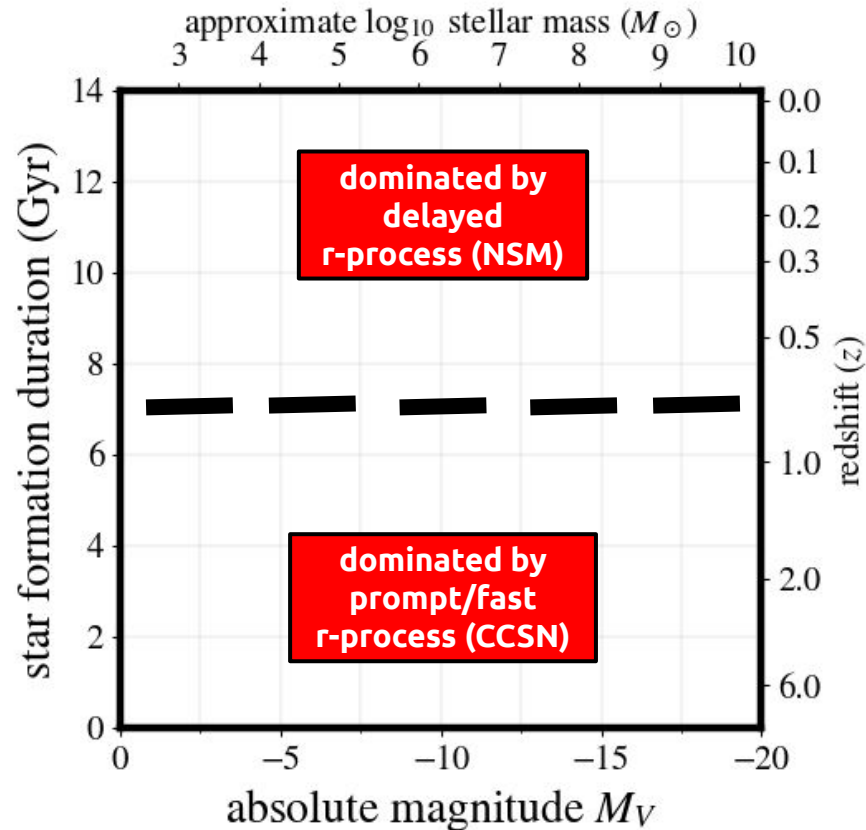 approximate log₁₀ stellar mass (M⊙)
3 4 5 6 7 8 9 10
star formation duration (Gyr)
14
12
10
8
6
4
2
0
dominated by
delayed
r-process (NSM)
dominated by
prompt/fast
r-process (CCSN)
0.0
0.1
0.2
0.3
0.5
1.0
2.0
6.0
redshift (z)
0 −5 −10 −15 −20
absolute magnitude M_V